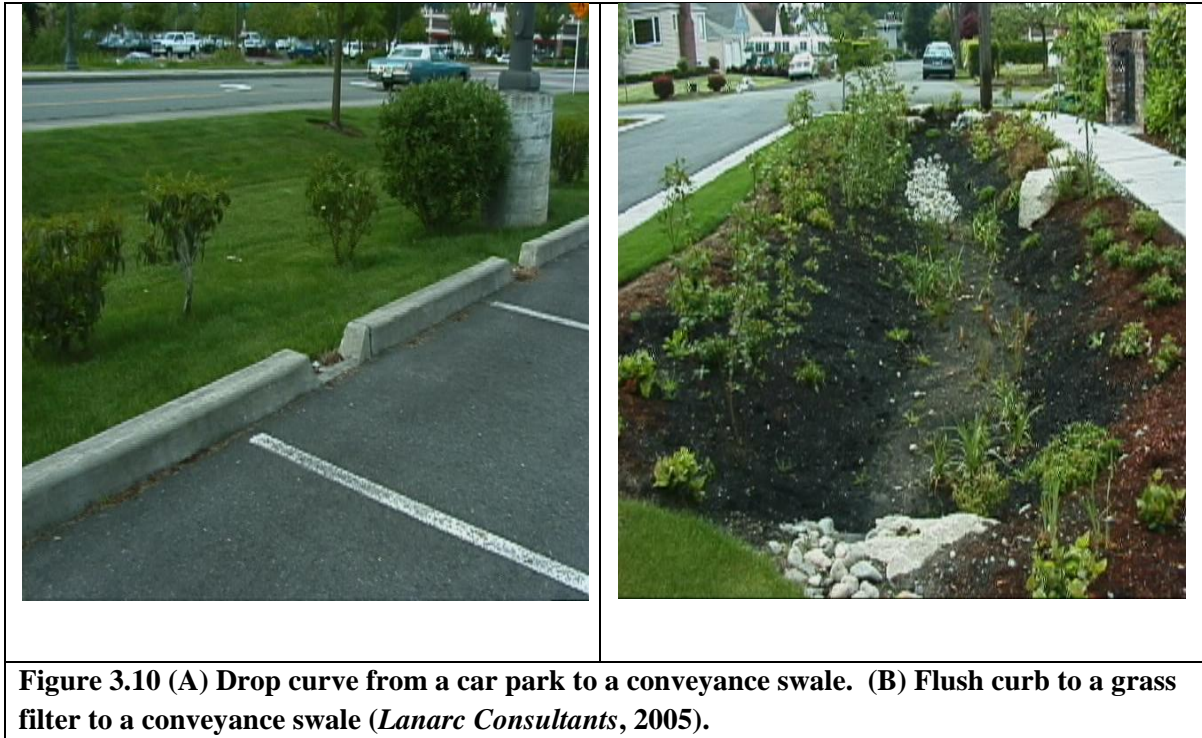 Figure 3.10 (A) Drop curve from a car park to a conveyance swale.  (B) Flush curb to a grass
filter to a conveyance swale (Lanarc Consultants, 2005).